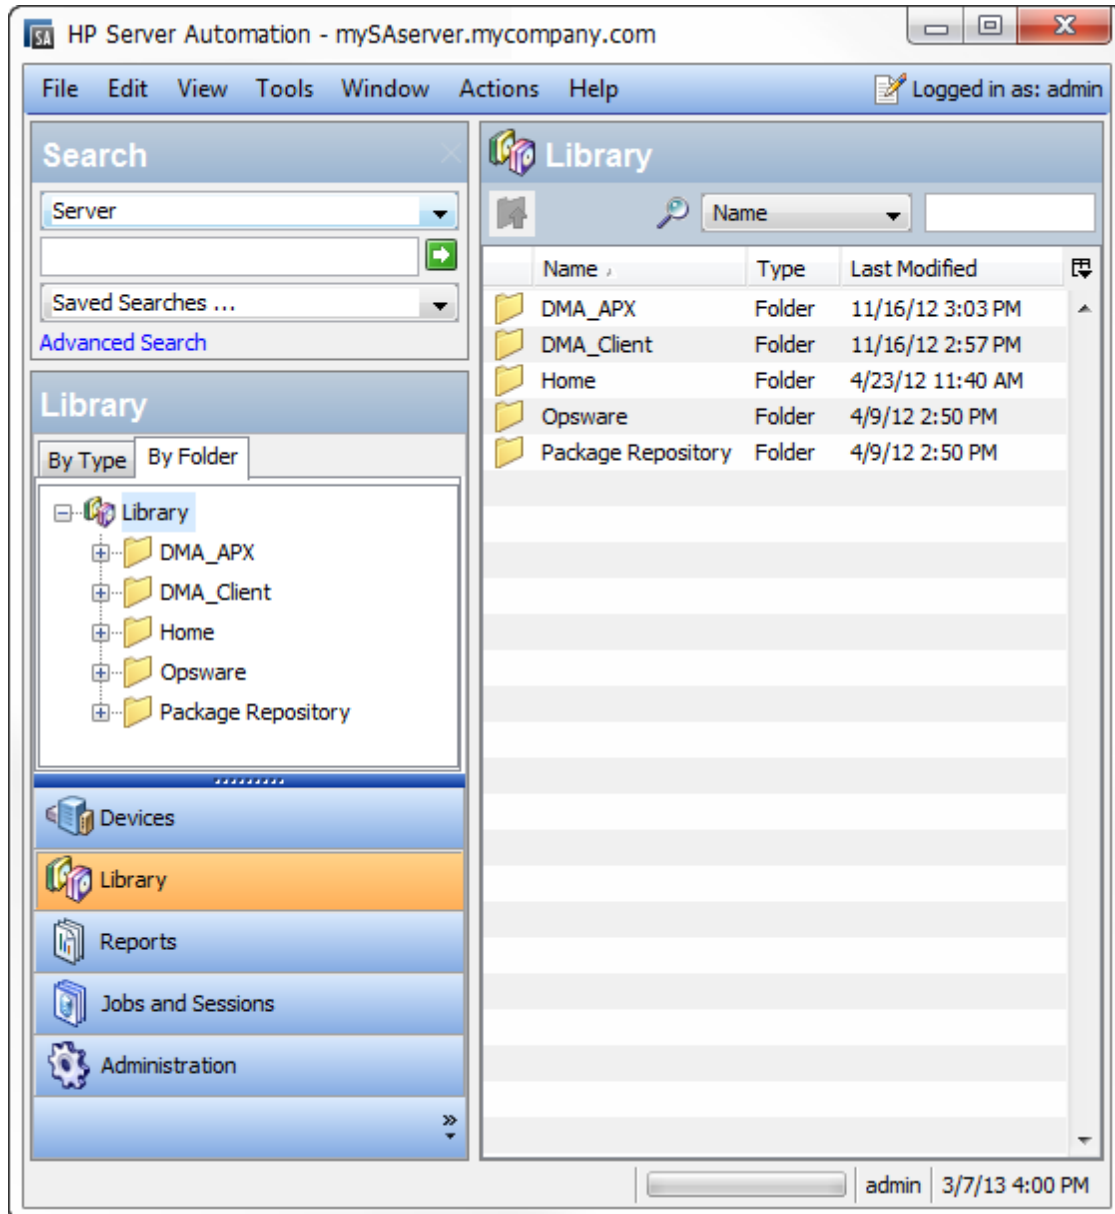 SA HP Server Automation - mySAserver.mycompany.com
File Edit View Tools Window Actions Help Logged in as: admin
Search
Server
Saved Searches ...
Advanced Search
Library
By Type By Folder
Library
DMA_APX
DMA_Client
Home
Opsware
Package Repository
Devices
Library
Reports
Jobs and Sessions
Administration
»
Library
Name
Name Type Last Modified
DMA_APX Folder 11/16/12 3:03 PM
DMA_Client Folder 11/16/12 2:57 PM
Home Folder 4/23/12 11:40 AM
Opsware Folder 4/9/12 2:50 PM
Package Repository Folder 4/9/12 2:50 PM
admin 3/7/13 4:00 PM